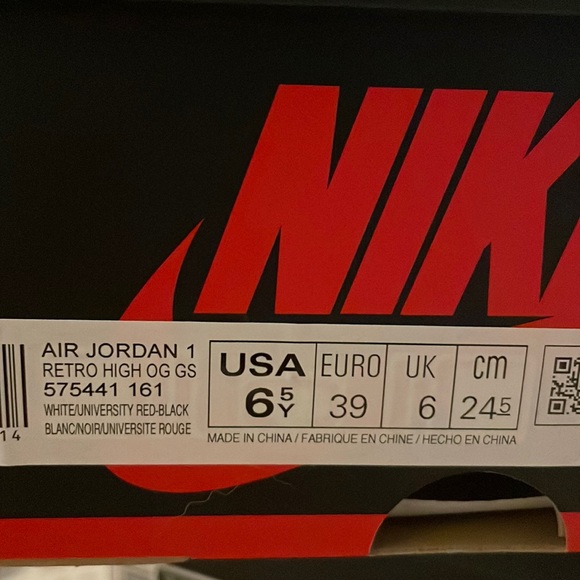 NIK
AIR JORDAN 1
RETRO HIGH OG GS
575441 161
WHITE/UNIVERSITY RED-BLACK
BLANC/NOIR/UNIVERSITE ROUGE
14
USA EURO UK cm
6 5Y 39 6 24 5
MADE IN CHINA / FABRIQUE EN CHINE / HECHO EN CHINA